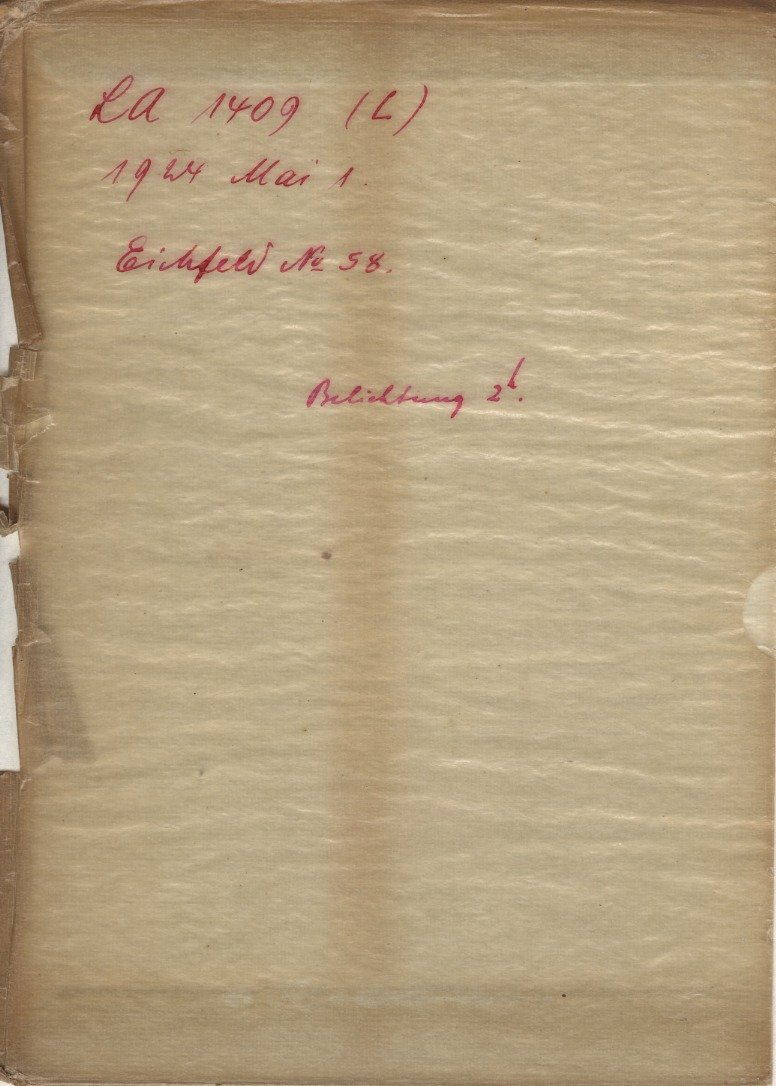 LA 1409 (L)
1924 Mai 1.
Eichfeld No 58.
Belichtung 2h.